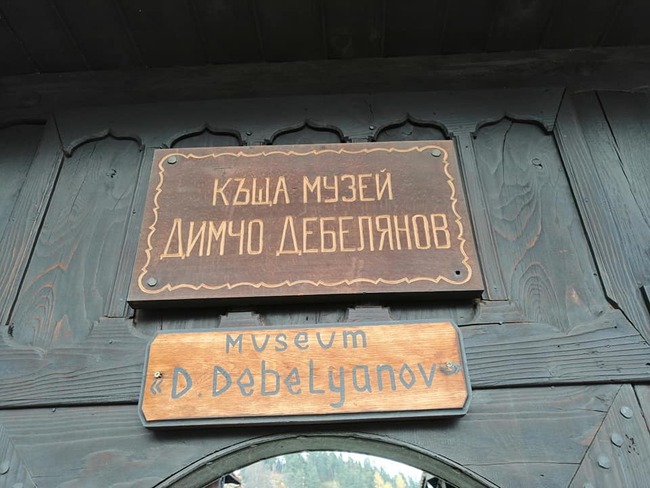 КЪЩА МУЗЕЙ
ДИМЧО ДЕБЕЛЯНОВ
MUSEUM
«D. DEBELYANOV»